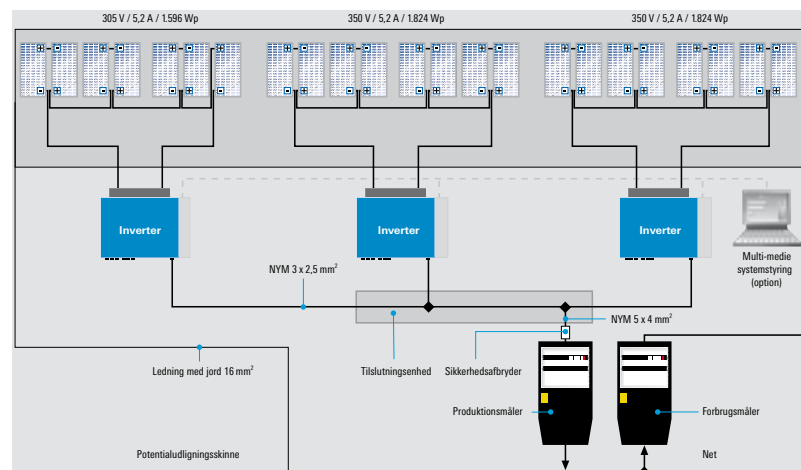 305 V / 5,2 A / 1.596 Wp
350 V / 5,2 A / 1.824 Wp
350 V / 5,2 A / 1.824 Wp
Inverter
Inverter
Inverter
Multi-medie
systemstyring
(option)
NYM 3 x 2,5 mm²
NYM 5 x 4 mm²
Ledning med jord 16 mm²
Tilslutningsenhed
Sikkerhedsafbryder
Produktionsmåler
Forbrugsmåler
Potentialudligningsskinne
Net